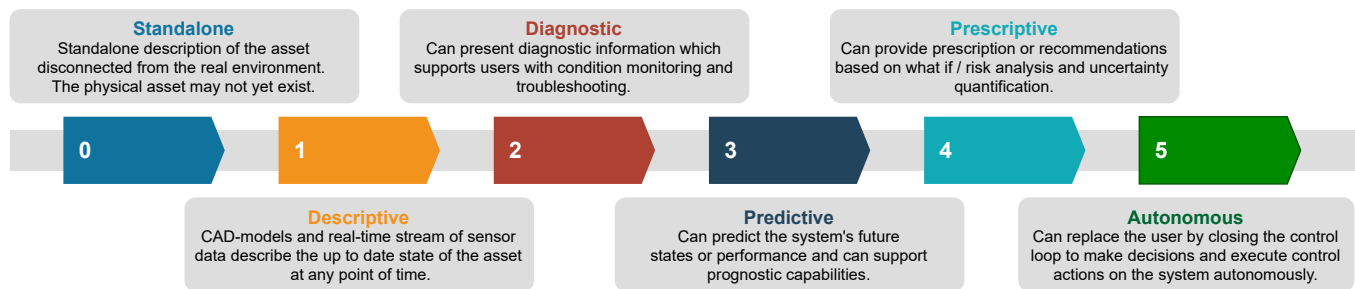 Standalone
Standalone description of the asset
disconnected from the real environment.
The physical asset may not yet exist.
Diagnostic
Can present diagnostic information which
supports users with condition monitoring and
troubleshooting.
Prescriptive
Can provide prescription or recommendations
based on what if / risk analysis and uncertainty
quantification.
0
1
2
3
4
5
Descriptive
CAD-models and real-time stream of sensor
data describe the up to date state of the asset
at any point of time.
Predictive
Can predict the system's future
states or performance and can support
prognostic capabilities.
Autonomous
Can replace the user by closing the control
loop to make decisions and execute control
actions on the system autonomously.